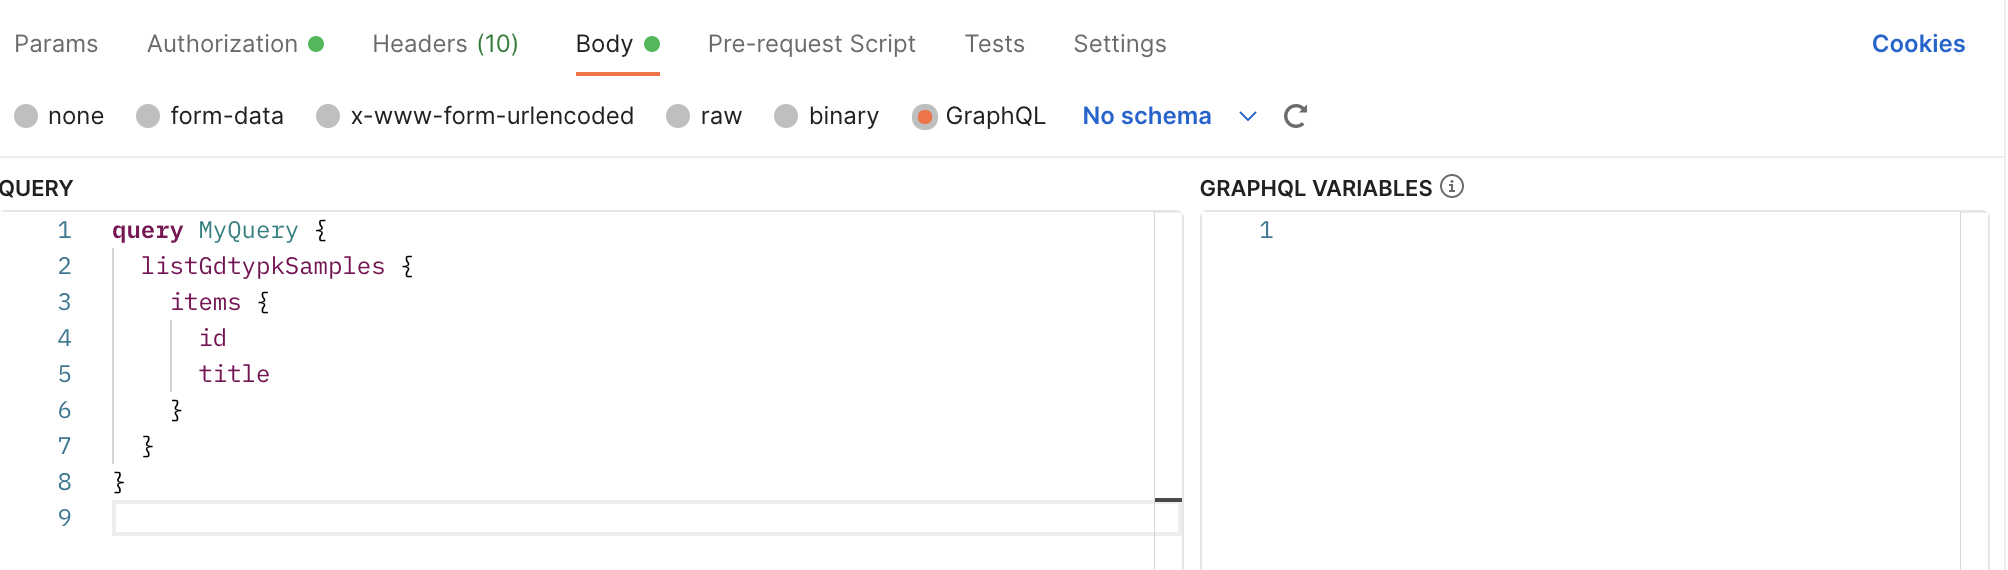 Params Authorization Headers (10) Body Pre-request Script Tests Settings Cookies
none form-data x-www-form-urlencoded raw binary GraphQL No schema
QUERY
1 query MyQuery {
2 listGdtypkSamples {
3 items {
4 id
5 title
6 }
7 }
8 }
9
GRAPHQL VARIABLES
1